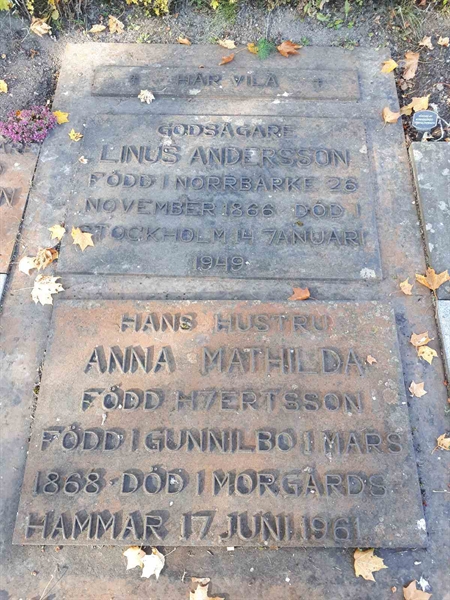 HÄR VILA
GODSÄGARE
LINUS ANDERSSON
FÖDD I NORRBÄRKE 26
NOVEMBER 1866 DÖD I
STOCKHOLM 14 JANUARI
1949
HANS HUSTRU
ANNA MATHILDA
FÖDD HJERTSSON
FÖDD I GUNNILBO 1 MARS
1868 DÖD I MORGÅRDS
HAMMAR 17 JUNI 1961